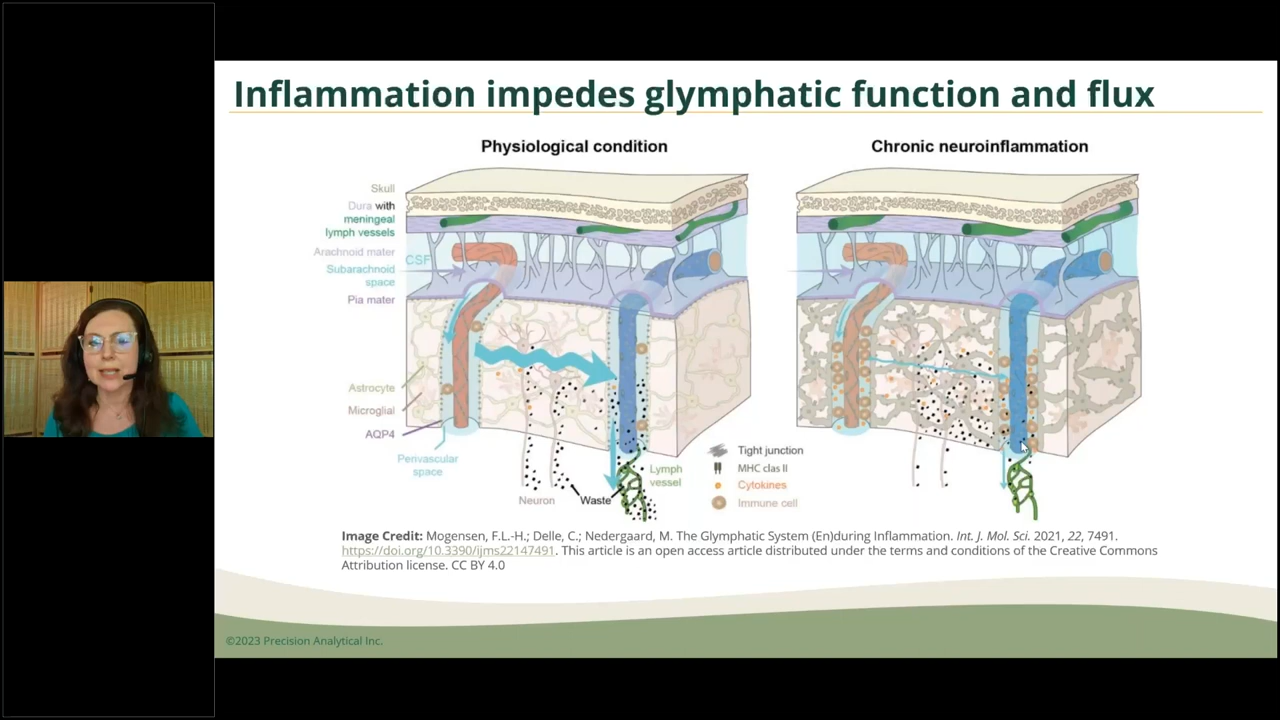 Inflammation impedes glymphatic function and flux
Physiological condition
Chronic neuroinflammation
Skull
Dura with
meningeal
lymph vessels
Arachnoid mater
CSF
Subarachnoid
space
Pia mater
Astrocyte
Microglial
AQP4
Perivascular
space
Neuron
Waste
Lymph
vessel
Tight junction
MHC clas II
Cytokines
Immune cell
Image Credit: Mogensen, F.L.-H.; Delle, C.; Nedergaard, M. The Glymphatic System (En)during Inflammation. Int. J. Mol. Sci. 2021, 22, 7491.
https://doi.org/10.3390/ijms22147491. This article is an open access article distributed under the terms and conditions of the Creative Commons
Attribution license. CC BY 4.0
©2023 Precision Analytical Inc.